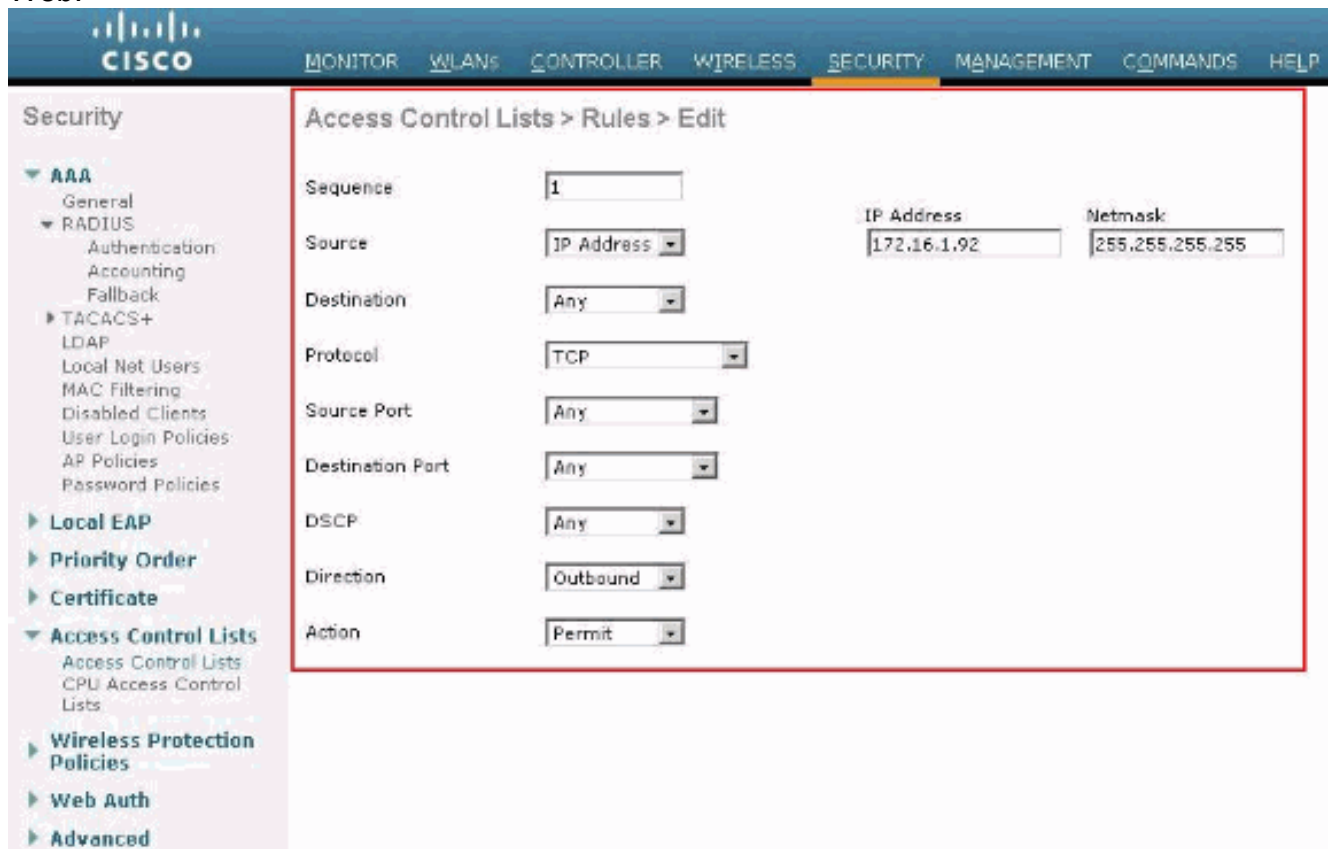 CISCO
MONITOR WLANs CONTROLLER WIRELESS SECURITY MANAGEMENT COMMANDS HELP
Security
AAA
General
RADIUS
Authentication
Accounting
Fallback
TACACS+
LDAP
Local Net Users
MAC Filtering
Disabled Clients
User Login Policies
AP Policies
Password Policies
Local EAP
Priority Order
Certificate
Access Control Lists
Access Control Lists
CPU Access Control
Lists
Wireless Protection
Policies
Web Auth
Advanced
Access Control Lists > Rules > Edit
Sequence 1
IP Address Netmask
Source IP Address 172.16.1.92 255.255.255.255
Destination Any
Protocol TCP
Source Port Any
Destination Port Any
DSCP Any
Direction Outbound
Action Permit